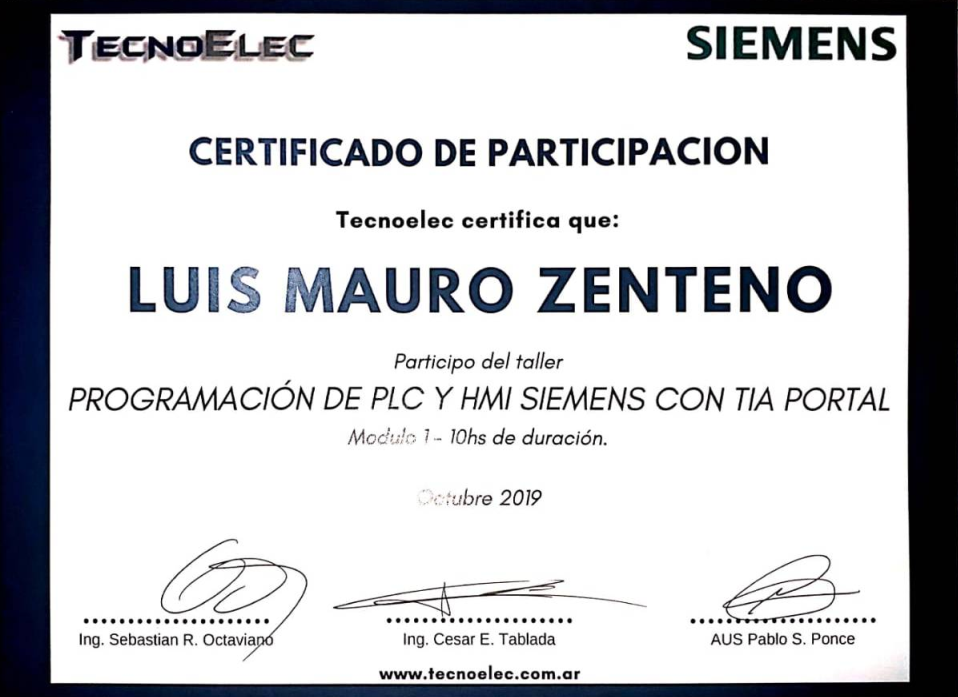 TECNOELEC
SIEMENS
CERTIFICADO DE PARTICIPACION
Tecnoelec certifica que:
LUIS MAURO ZENTENO
Participo del taller
PROGRAMACIÓN DE PLC Y HMI SIEMENS CON TIA PORTAL
Modulo 1 - 10hs de duración.
Octubre 2019
Ing. Sebastian R. Octaviano
Ing. Cesar E. Tablada
AUS Pablo S. Ponce
www.tecnoelec.com.ar